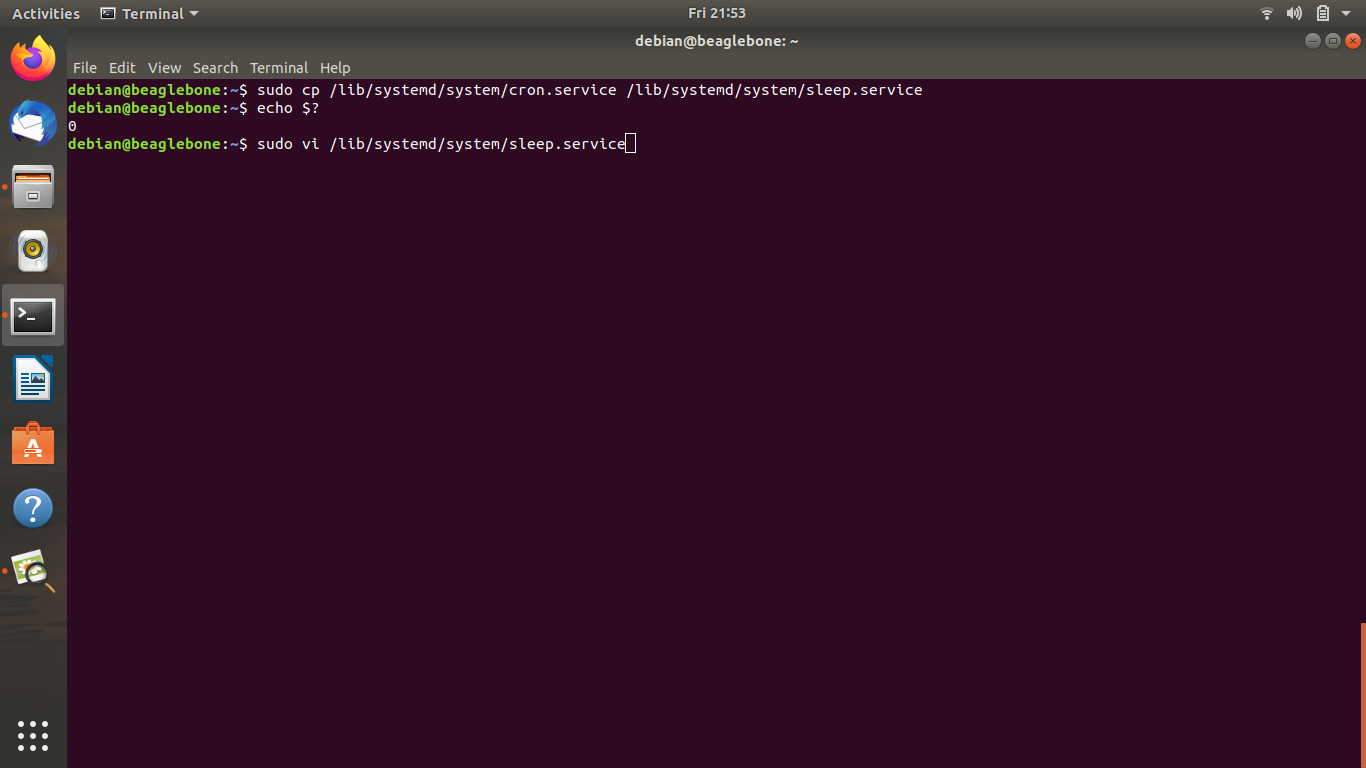 Activities Terminal Fri 21:53
debian@beaglebone: ~
File Edit View Search Terminal Help
debian@beaglebone:~$ sudo cp /lib/systemd/system/cron.service /lib/systemd/system/sleep.service
debian@beaglebone:~$ echo $?
0
debian@beaglebone:~$ sudo vi /lib/systemd/system/sleep.service